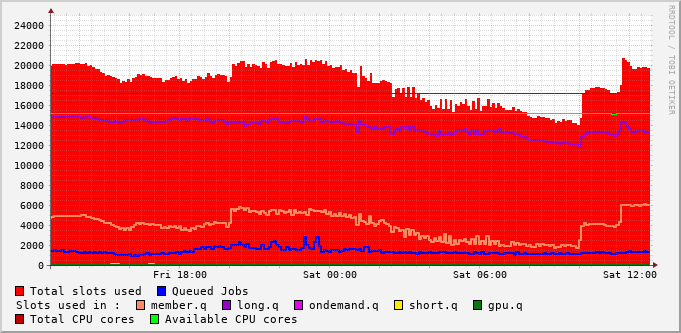 24000
22000
20000
18000
16000
14000
12000
10000
8000
6000
4000
2000
0
Fri 18:00 Sat 00:00 Sat 06:00 Sat 12:00
Total slots used Queued Jobs
Slots used in : member.q long.q ondemand.q short.q gpu.q
Total CPU cores Available CPU cores
RRDTOOL / TOBI OETIKER